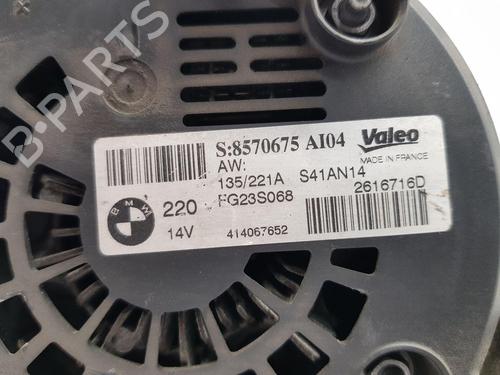 B-PARTS
S:8570675 AI04 Valeo
AW: MADE IN FRANCE
135/221A S41AN14
BMW 220 FG23S068 2616716D
14V 414067652